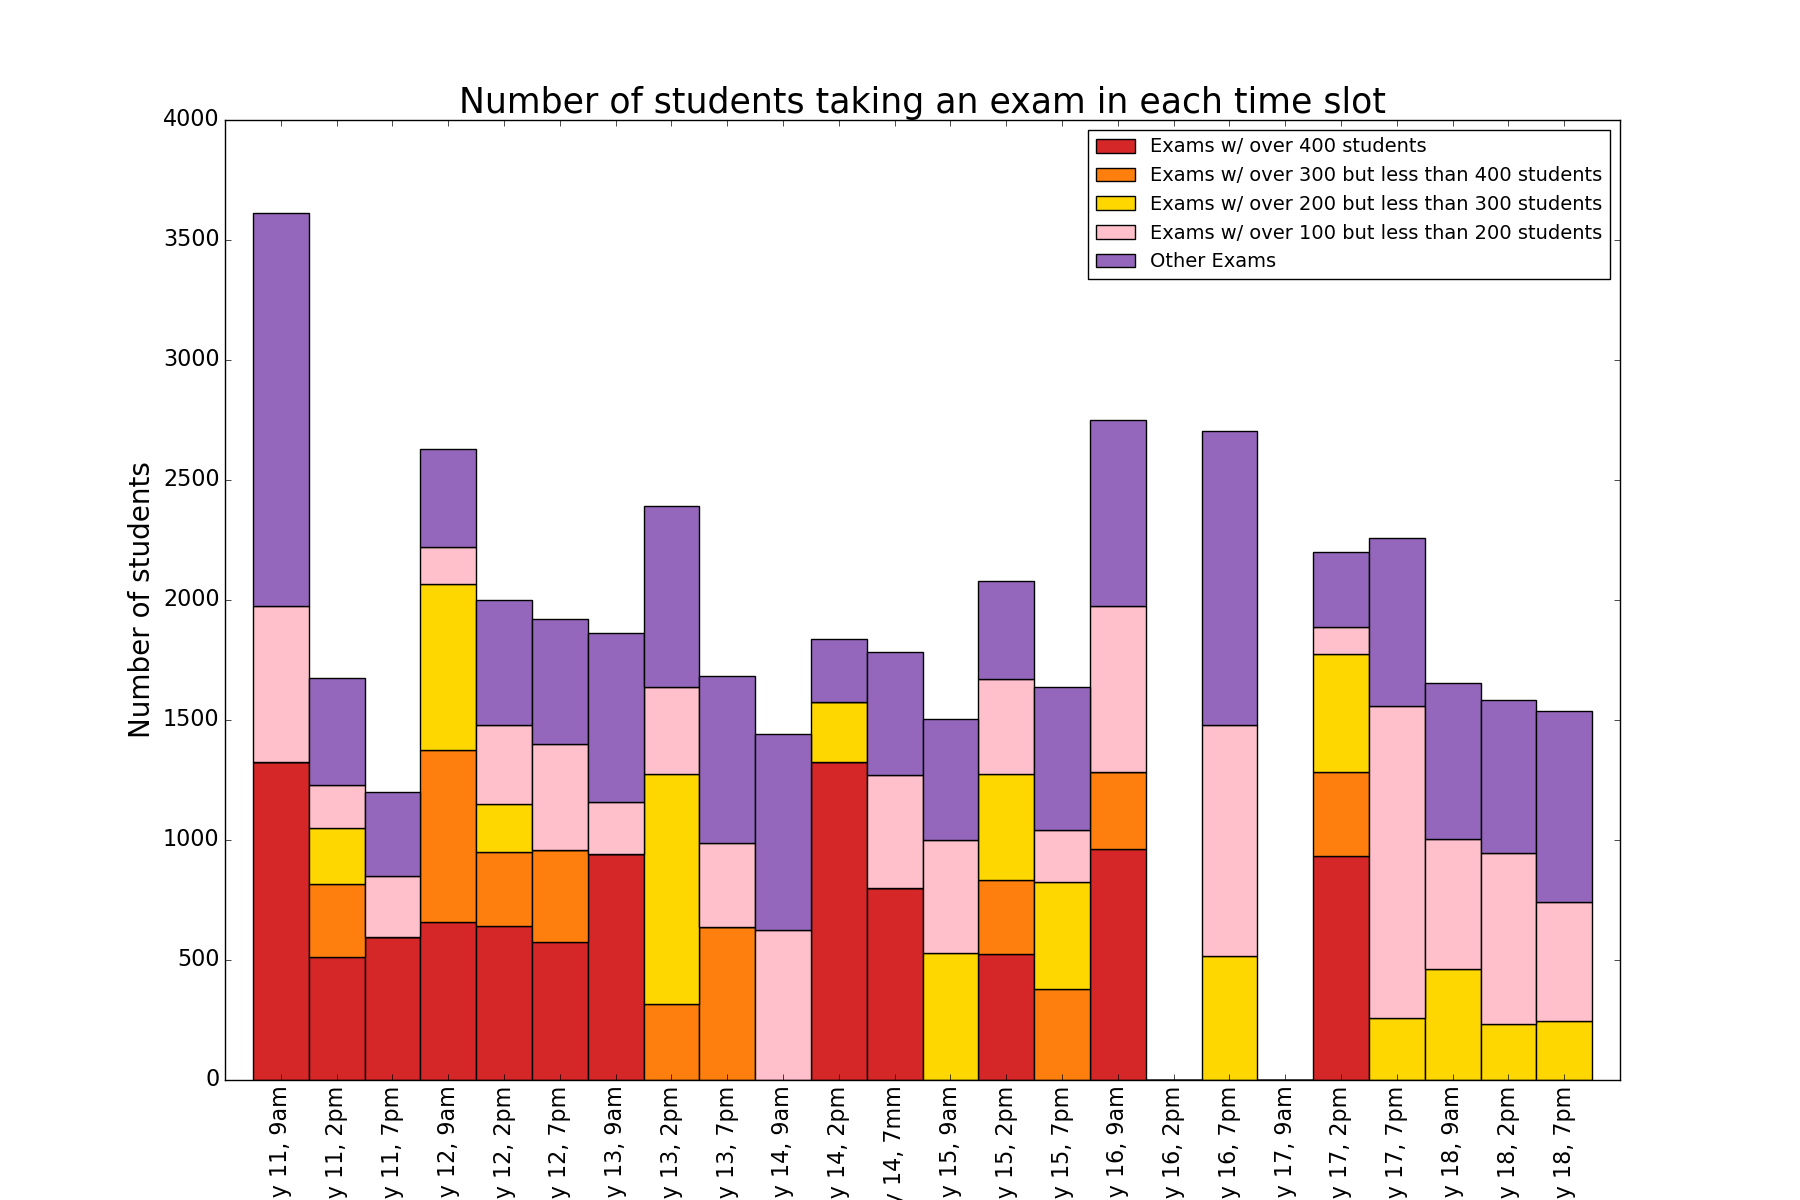 Number of students taking an exam in each time slot
4000
3500
3000
2500
2000
1500
1000
500
0
Number of students
Exams w/ over 400 students
Exams w/ over 300 but less than 400 students
Exams w/ over 200 but less than 300 students
Exams w/ over 100 but less than 200 students
Other Exams
y 11, 9am
y 11, 2pm
y 11, 7pm
y 12, 9am
y 12, 2pm
y 12, 7pm
y 13, 9am
y 13, 2pm
y 13, 7pm
y 14, 9am
y 14, 2pm
y 14, 7mm
y 15, 9am
y 15, 2pm
y 15, 7pm
y 16, 9am
y 16, 2pm
y 16, 7pm
y 17, 9am
y 17, 2pm
y 17, 7pm
y 18, 9am
y 18, 2pm
y 18, 7pm